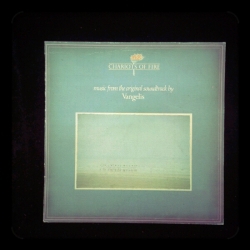 CHARIOTS OF FIRE
music from the original soundtrack by
Vangelis